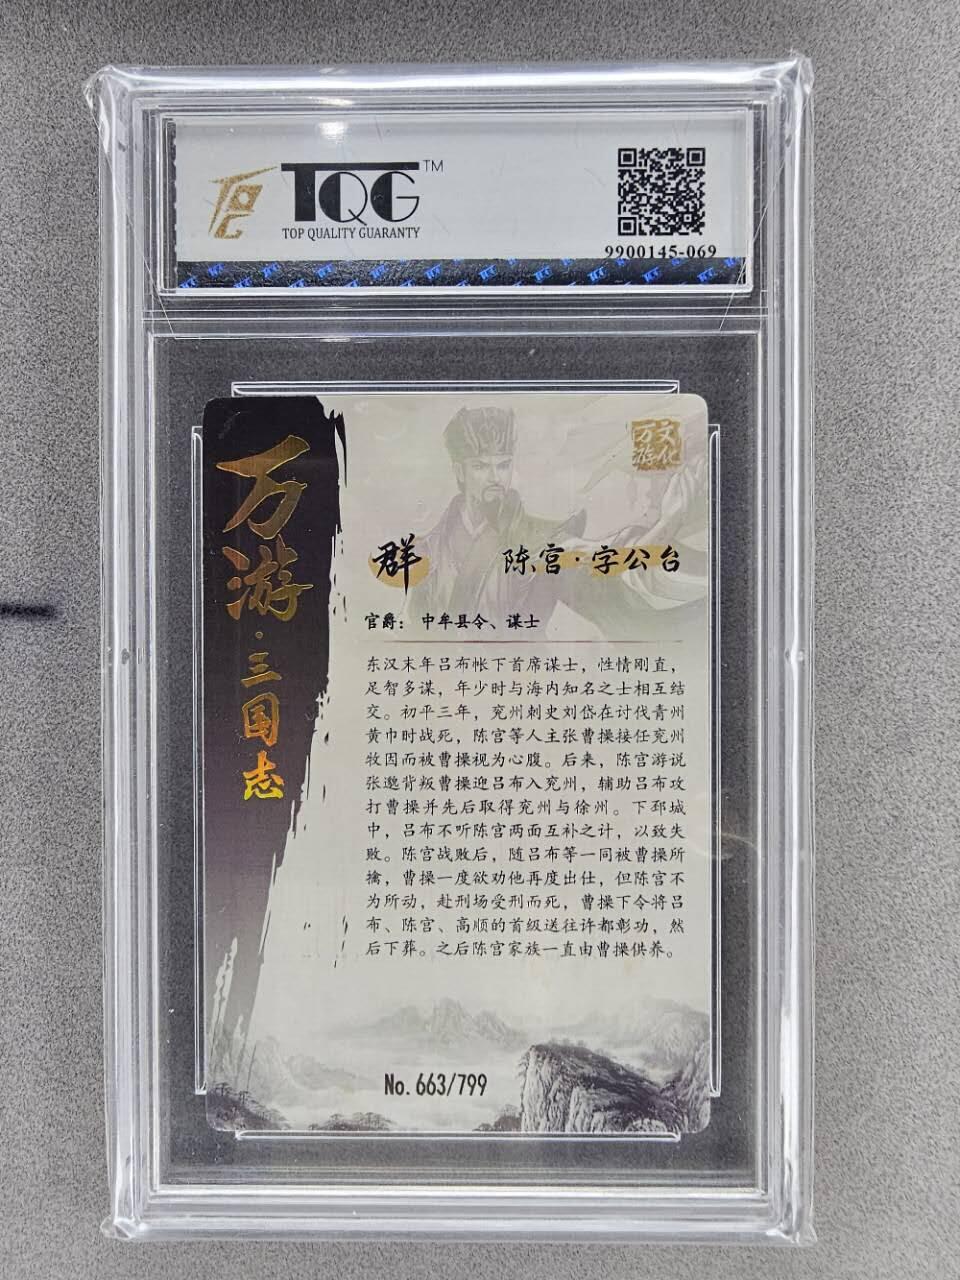 TQG™
TOP QUALITY GUARANTY
9900145-069
TQG TQG TQG TQG TQG TQG TQG TQG TQG TQG
万游·三国志
万游文化
群
陈宫·字公台
官爵：中牟县令、谋士
东汉末年吕布帐下首席谋士，性情刚直，
足智多谋，年少时与海内知名之士相互结
交。初平三年，兖州刺史刘岱在讨伐青州
黄巾时战死，陈宫等人主张曹操接任兖州
牧因而被曹操视为心腹。后来，陈宫游说
张邈背叛曹操迎吕布入兖州，辅助吕布攻
打曹操并先后取得兖州与徐州。下邳城
中，吕布不听陈宫两面互补之计，以致失
败。陈宫战败后，随吕布等一同被曹操所
擒，曹操一度欲劝他再度出仕，但陈宫不
为所动，赴刑场受刑而死，曹操下令将吕
布、陈宫、高顺的首级送往许都彰功，然
后下葬。之后陈宫家族一直由曹操供养。
No. 663/799